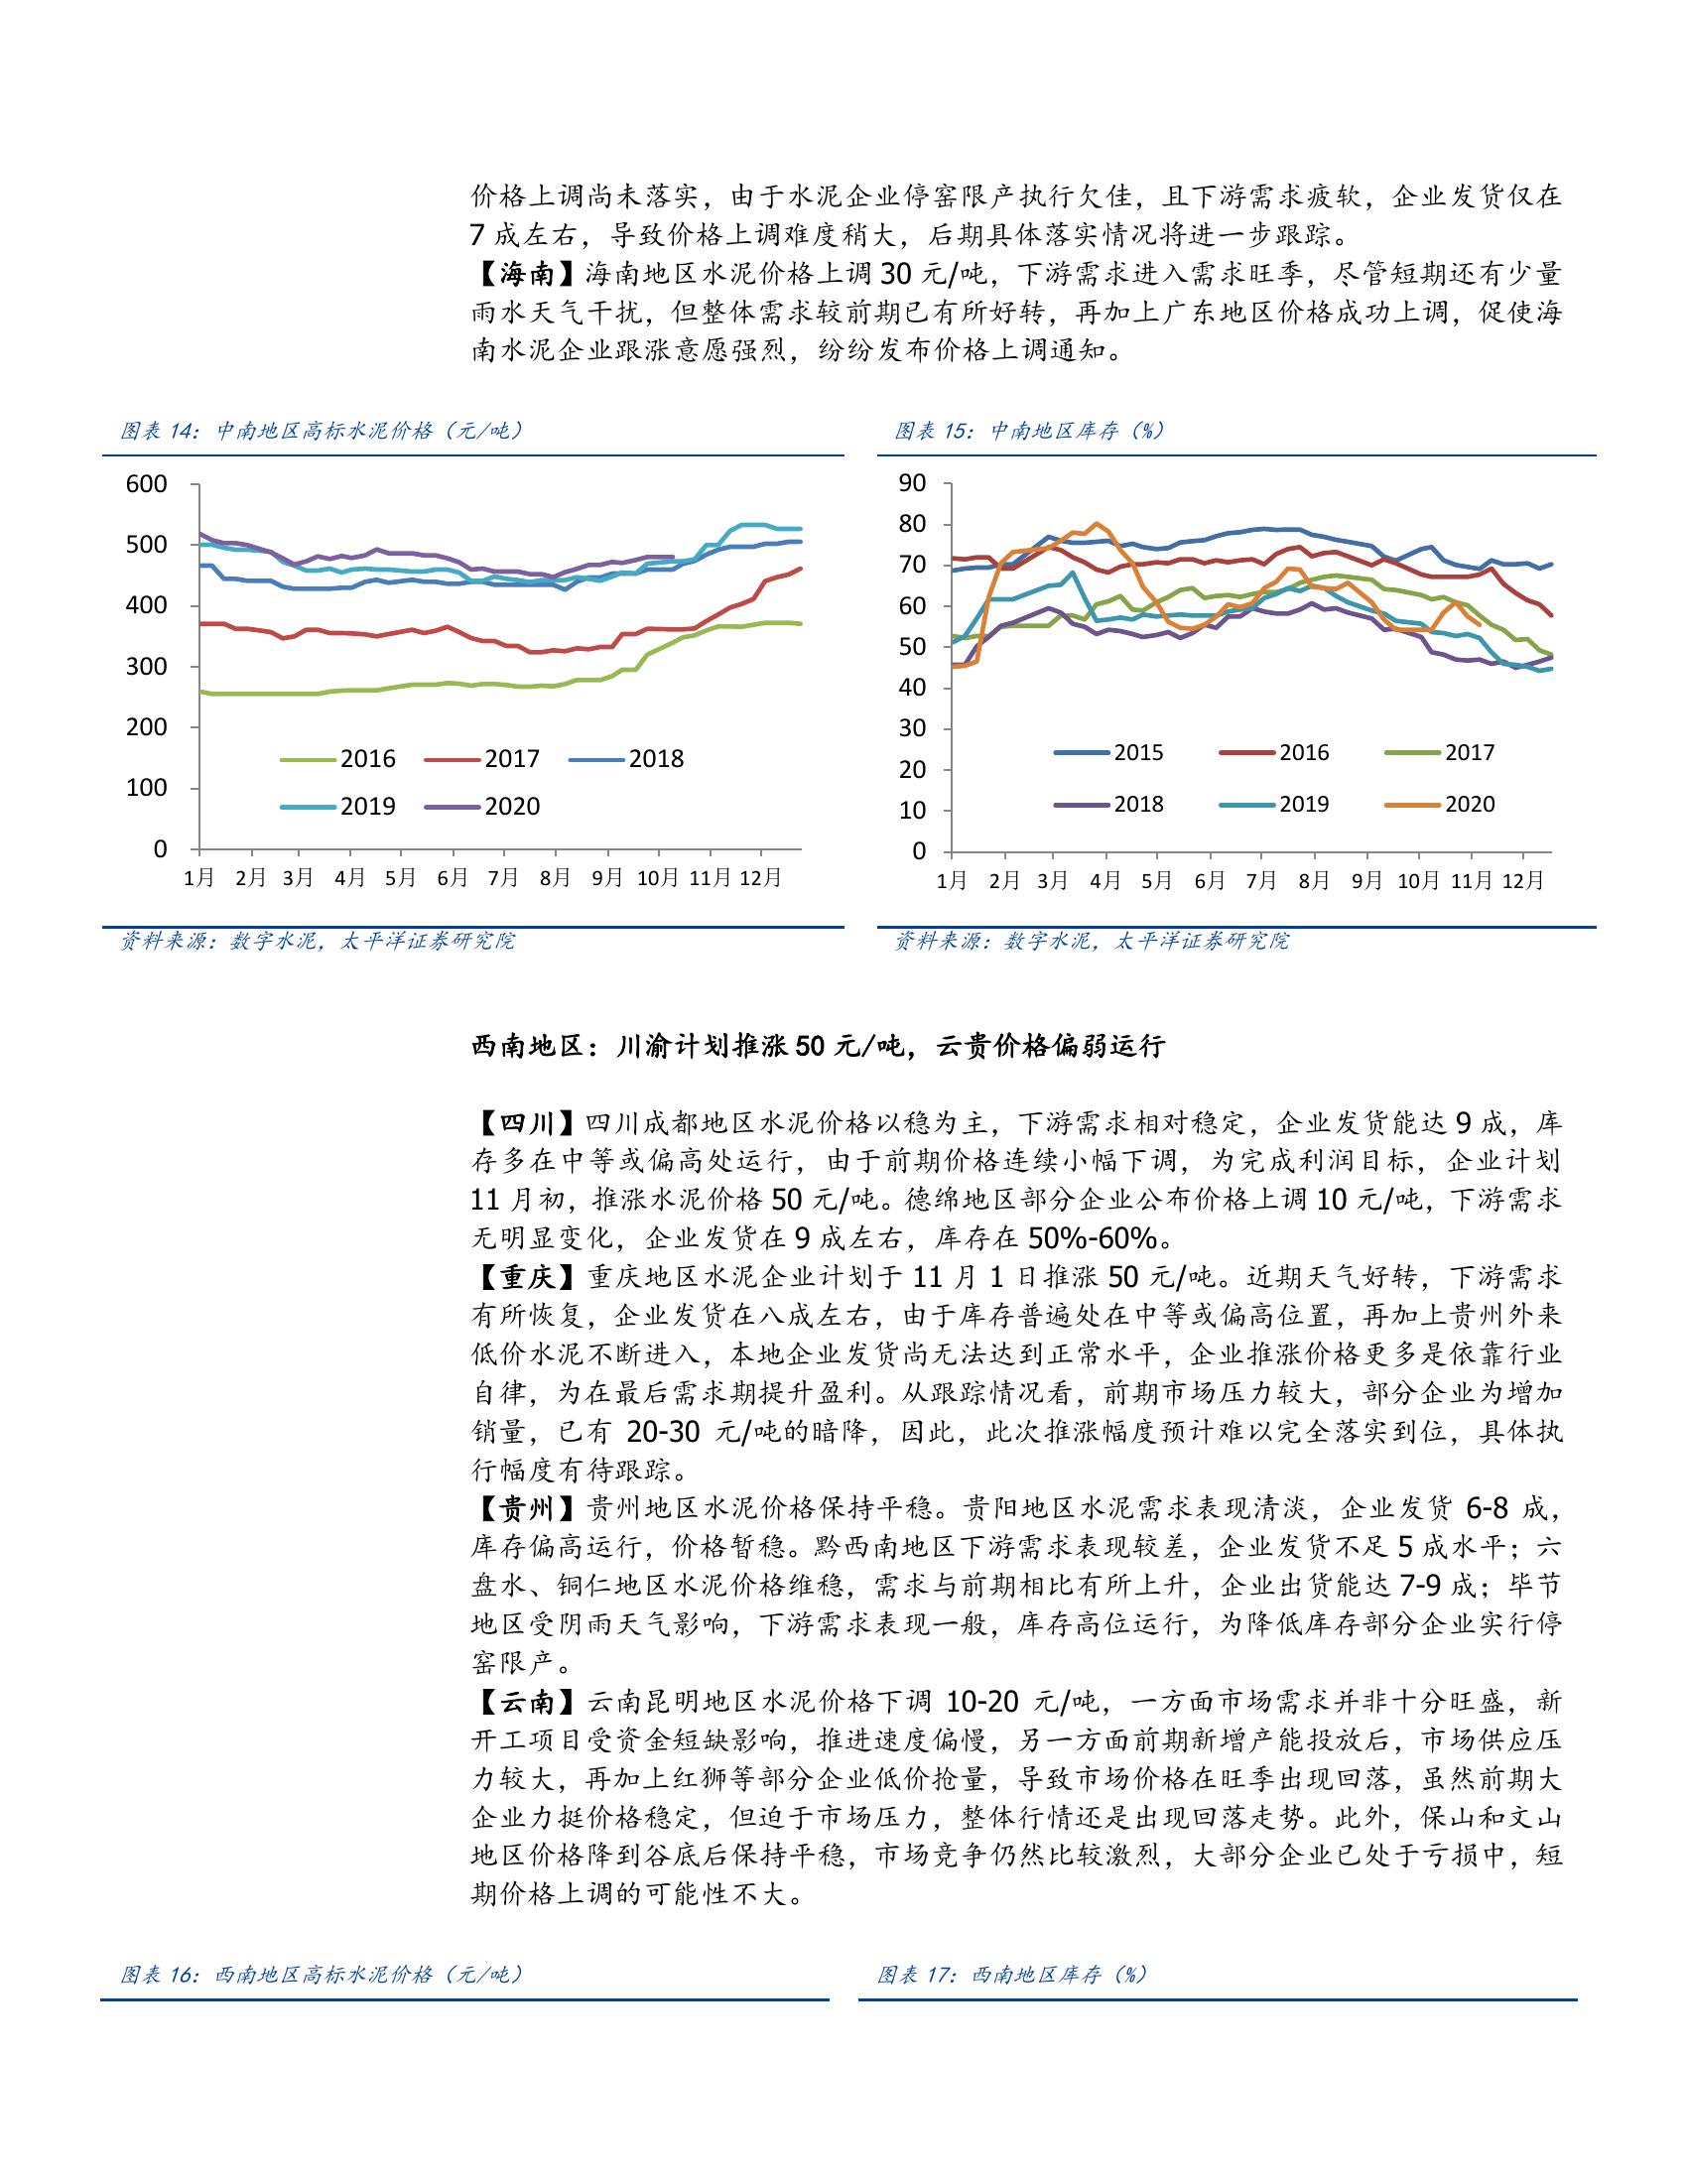 价格上调尚未落实，由于水泥企业停窑限产执行欠佳，且下游需求疲软，企业发货仅在
7 成左右，导致价格上调难度稍大，后期具体落实情况将进一步跟踪。
【海南】海南地区水泥价格上调 30 元/吨，下游需求进入需求旺季，尽管短期还有少量
雨水天气干扰，但整体需求较前期已有所好转，再加上广东地区价格成功上调，促使海
南水泥企业跟涨意愿强烈，纷纷发布价格上调通知。
图表 14：中南地区高标水泥价格（元/吨）
600
500
400
300
200
100
0
2016 2017 2018
2019 2020
1月 2月 3月 4月 5月 6月 7月 8月 9月 10月 11月 12月
资料来源：数字水泥，太平洋证券研究院
图表 15：中南地区库存（%）
90
80
70
60
50
40
30
20
10
0
2015 2016 2017
2018 2019 2020
1月 2月 3月 4月 5月 6月 7月 8月 9月 10月 11月 12月
资料来源：数字水泥，太平洋证券研究院
西南地区：川渝计划推涨 50 元/吨，云贵价格偏弱运行
【四川】四川成都地区水泥价格以稳为主，下游需求相对稳定，企业发货能达 9 成，库
存多在中等或偏高处运行，由于前期价格连续小幅下调，为完成利润目标，企业计划
11 月初，推涨水泥价格 50 元/吨。德绵地区部分企业公布价格上调 10 元/吨，下游需求
无明显变化，企业发货在 9 成左右，库存在 50%-60%。
【重庆】重庆地区水泥企业计划于 11 月 1 日推涨 50 元/吨。近期天气好转，下游需求
有所恢复，企业发货在八成左右，由于库存普遍处在中等或偏高位置，再加上贵州外来
低价水泥不断进入，本地企业发货尚无法达到正常水平，企业推涨价格更多是依靠行业
自律，为在最后需求期提升盈利。从跟踪情况看，前期市场压力较大，部分企业为增加
销量，已有 20-30 元/吨的暗降，因此，此次推涨幅度预计难以完全落实到位，具体执
行幅度有待跟踪。
【贵州】贵州地区水泥价格保持平稳。贵阳地区水泥需求表现清淡，企业发货 6-8 成，
库存偏高运行，价格暂稳。黔西南地区下游需求表现较差，企业发货不足 5 成水平；六
盘水、铜仁地区水泥价格维稳，需求与前期相比有所上升，企业出货能达 7-9 成；毕节
地区受阴雨天气影响，下游需求表现一般，库存高位运行，为降低库存部分企业实行停
窑限产。
【云南】云南昆明地区水泥价格下调 10-20 元/吨，一方面市场需求并非十分旺盛，新
开工项目受资金短缺影响，推进速度偏慢，另一方面前期新增产能投放后，市场供应压
力较大，再加上红狮等部分企业低价抢量，导致市场价格在旺季出现回落，虽然前期大
企业力挺价格稳定，但迫于市场压力，整体行情还是出现回落走势。此外，保山和文山
地区价格降到谷底后保持平稳，市场竞争仍然比较激烈，大部分企业已处于亏损中，短
期价格上调的可能性不大。
图表 16：西南地区高标水泥价格（元/吨）
图表 17：西南地区库存（%）